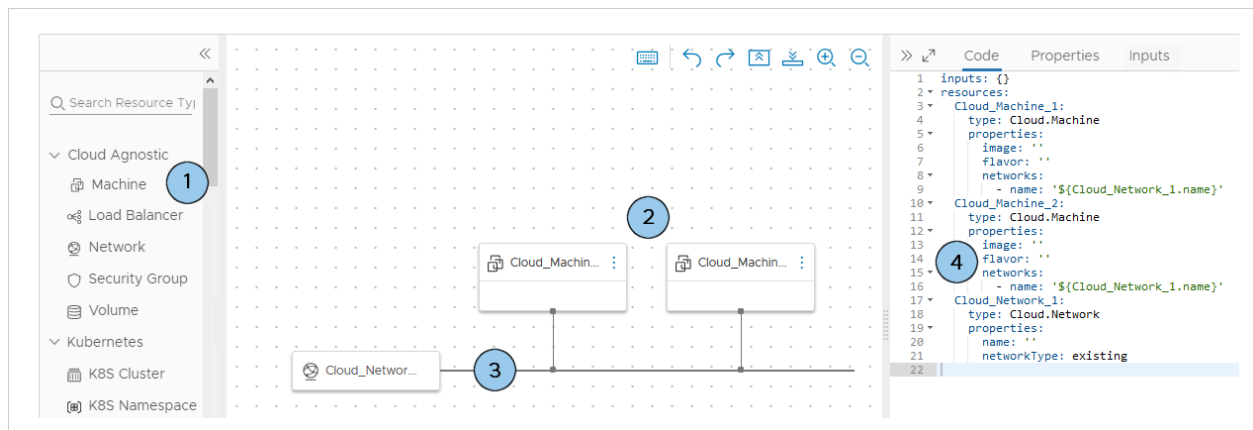 Search Resource Ty
Cloud Agnostic
Machine
1
Load Balancer
Network
Security Group
Volume
Kubernetes
K8S Cluster
K8S Namespace
2
Cloud_Machin...
Cloud_Machin...
Cloud_Networ...
3
Code Properties Inputs
1 inputs: {}
2 resources:
3 Cloud_Machine_1:
4 type: Cloud.Machine
5 properties:
6 image: ''
7 flavor: ''
8 networks:
9 - name: '${Cloud_Network_1.name}'
10 Cloud_Machine_2:
11 type: Cloud.Machine
12 properties:
13 image: ''
14 flavor: ''
15 networks:
16 - name: '${Cloud_Network_1.name}'
17 Cloud_Network_1:
18 type: Cloud.Network
19 properties:
20 name: ''
21 networkType: existing
22
4